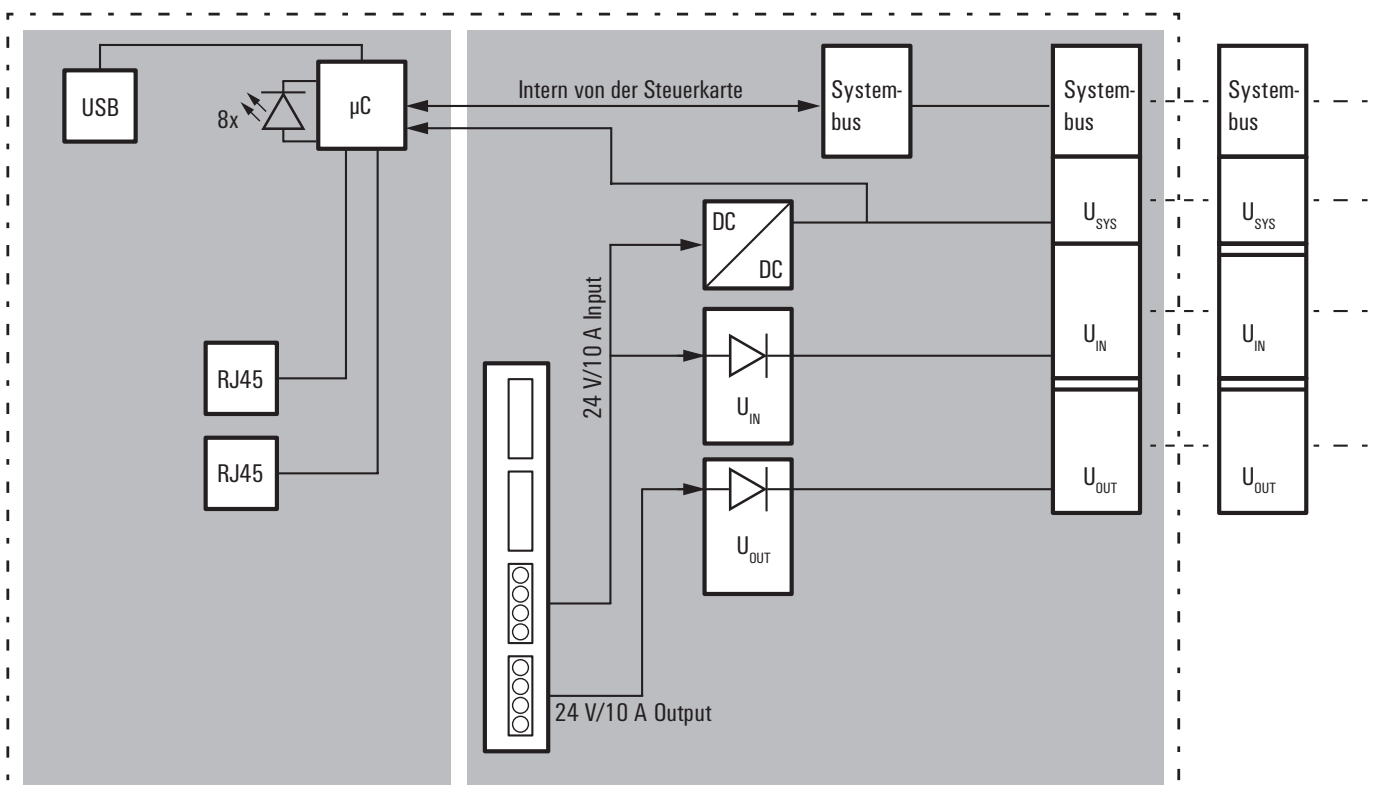 USB
8x
µC
Intern von der Steuerkarte
System-
bus
System-
bus
System-
bus
DC
DC
U_SYS
U_SYS
24 V/10 A Input
U_IN
U_IN
U_IN
RJ45
RJ45
U_OUT
U_OUT
U_OUT
24 V/10 A Output